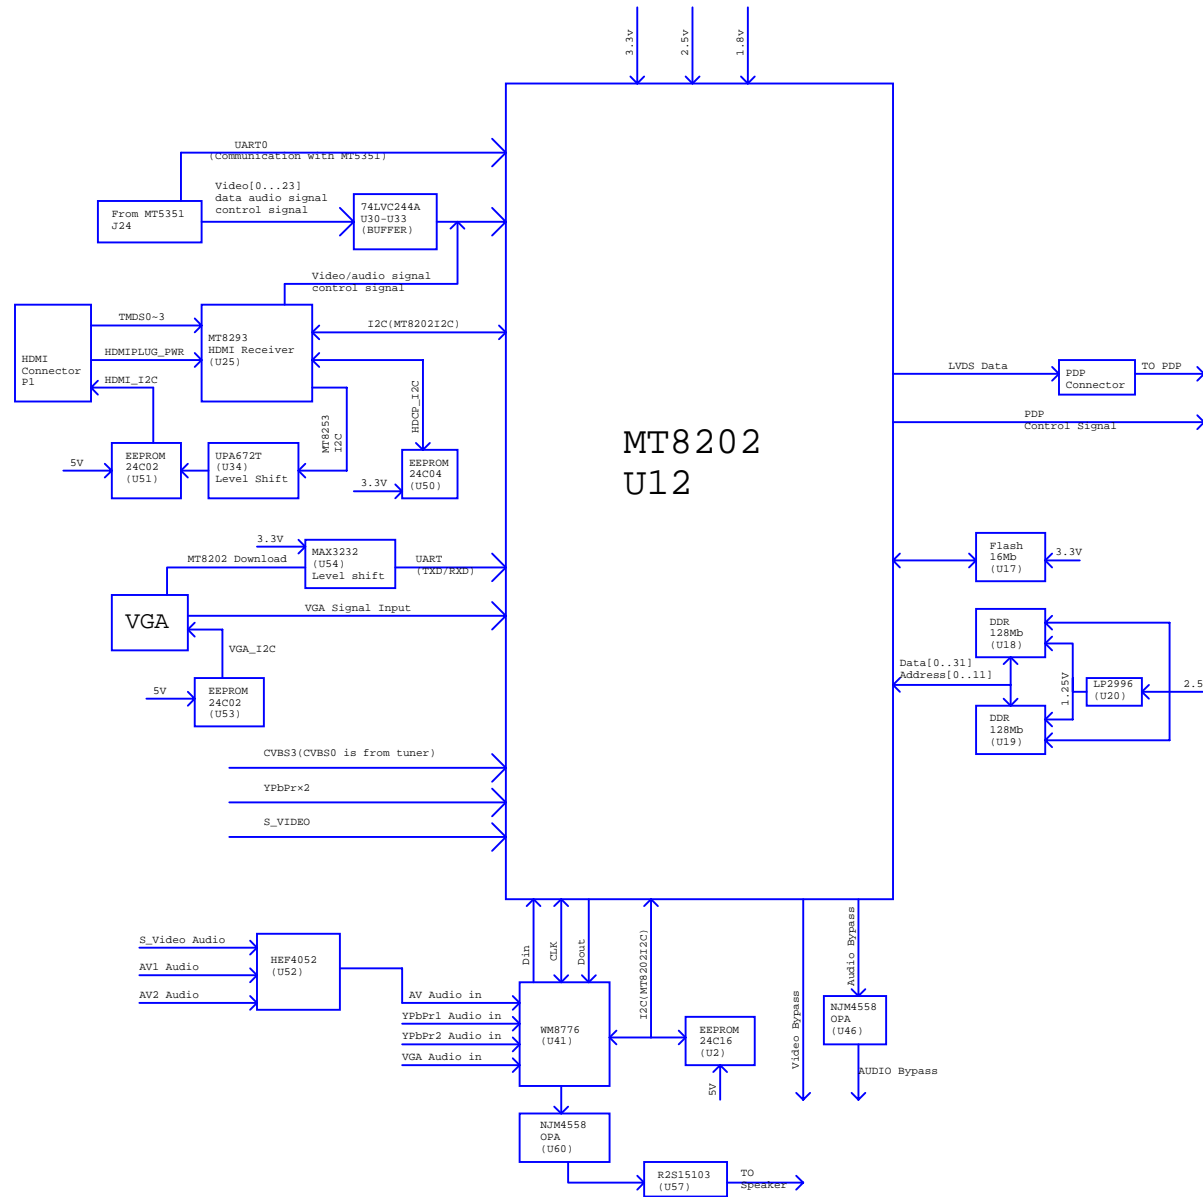 3.3v
2.5v
1.8v
UART0
(Communication with MT5351)
Video[0...23]
data audio signal
control signal
From MT5351
J24
74LVC244A
U30~U33
(BUFFER)
Video/audio signal
control signal
TMDS0~3
HDMI
Connector
P1
HDMIPLUG_PWR
HDMI_I2C
MT8293
HDMI Receiver
(U25)
I2C(MT8202I2C)
MT8253
I2C
HDCP_I2C
5V
EEPROM
24C02
(U51)
UPA672T
(U34)
Level Shift
3.3V
EEPROM
24C04
(U50)
MT8202
U12
LVDS Data
PDP
Connector
TO PDP
PDP
Control Signal
3.3V
MT8202 Download
MAX3232
(U54)
Level shift
UART
(TXD/RXD)
VGA
VGA Signal Input
VGA_I2C
5V
EEPROM
24C02
(U53)
Flash
16Mb
(U17)
3.3V
DDR
128Mb
(U18)
Data[0..31]
Address[0..11]
1.25V
LP2996
(U20)
2.5
DDR
128Mb
(U19)
CVBS3(CVBS0 is from tuner)
YPbPr×2
S_VIDEO
Din
CLK
Dout
I2C(MT8202I2C)
Video Bypass
Audio Bypass
S_Video Audio
AV1 Audio
AV2 Audio
HEF4052
(U52)
AV Audio in
YPbPr1 Audio in
YPbPr2 Audio in
VGA Audio in
WM8776
(U41)
EEPROM
24C16
(U2)
5V
NJM4558
OPA
(U46)
AUDIO Bypass
NJM4558
OPA
(U60)
R2S15103
(U57)
TO
Speaker